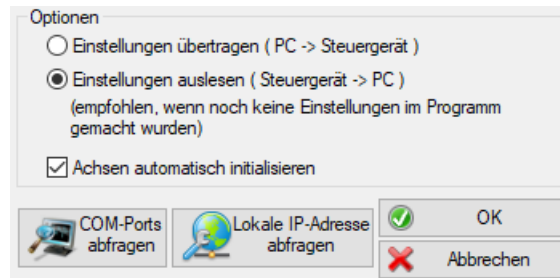 Optionen
Einstellungen übertragen ( PC -> Steuergerät )
Einstellungen auslesen ( Steuergerät -> PC )
(empfohlen, wenn noch keine Einstellungen im Programm
gemacht wurden)
Achsen automatisch initialisieren
COM-Ports
abfragen
Lokale IP-Adresse
abfragen
OK
Abbrechen